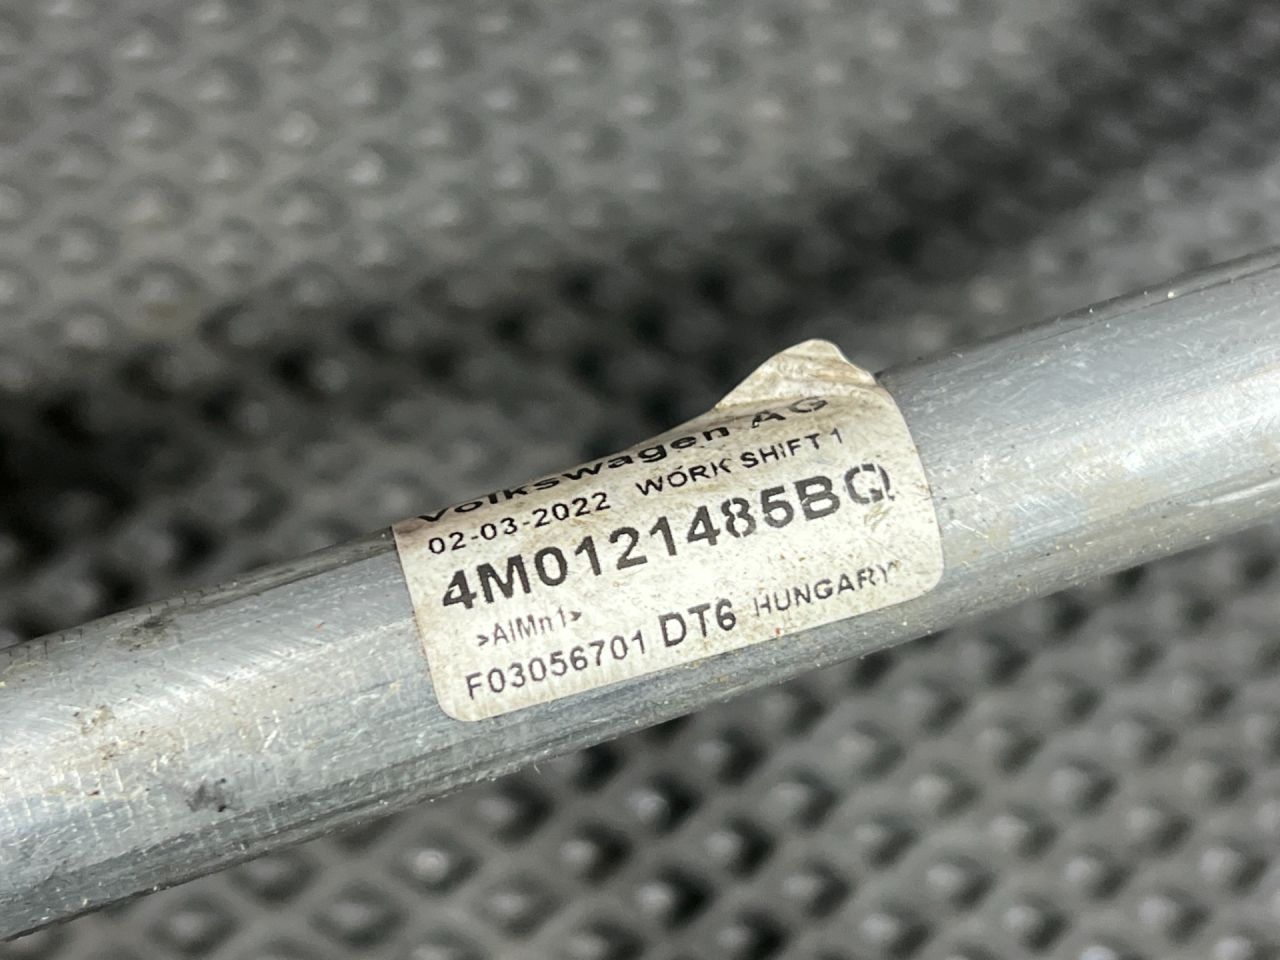 Volkswagen AG
02-03-2022 WORK SHIFT 1
4M0121485BQ
>AlMn1>
F03056701 DT6 HUNGARY